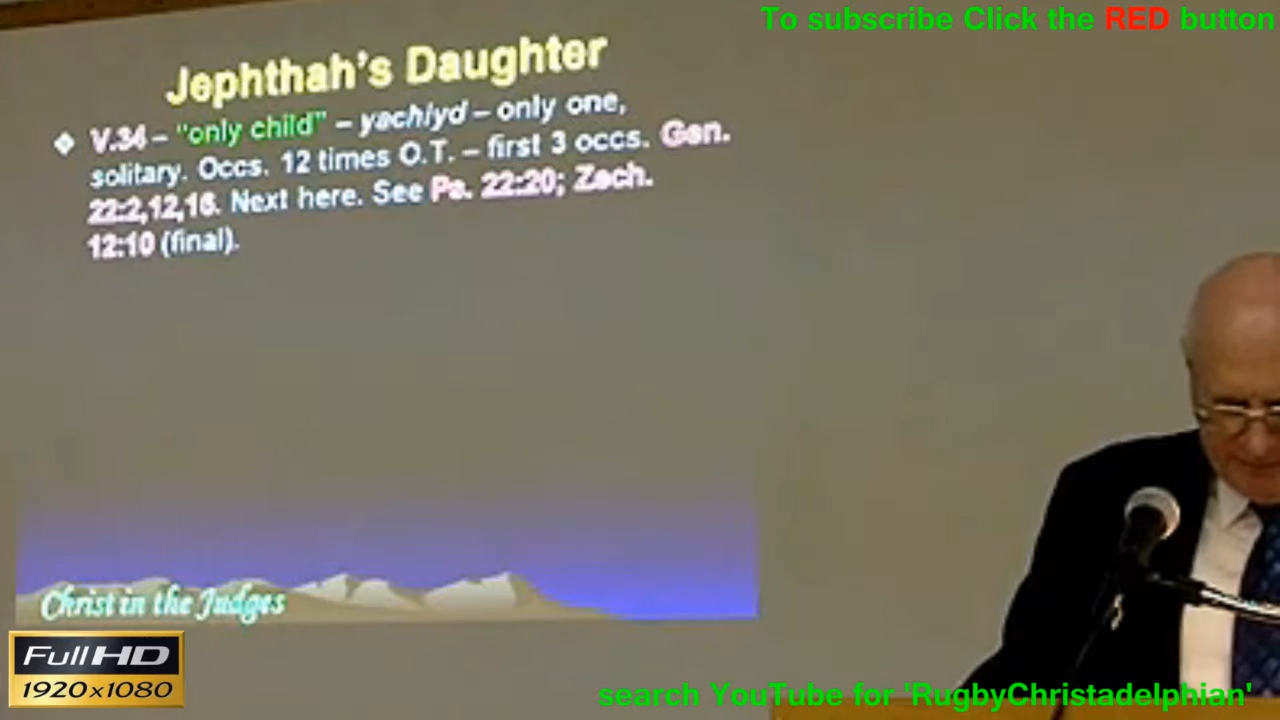 To subscribe Click the RED button
Jephthah's Daughter
❖ V.34 – "only child" – yachiyd – only one,
solitary. Occs. 12 times O.T. – first 3 occs. Gen.
22:2,12,16. Next here. See Ps. 22:20; Zech.
12:10 (final).
Christ in the Judges
Full HD
1920x1080
search YouTube for 'RugbyChristadelphian'